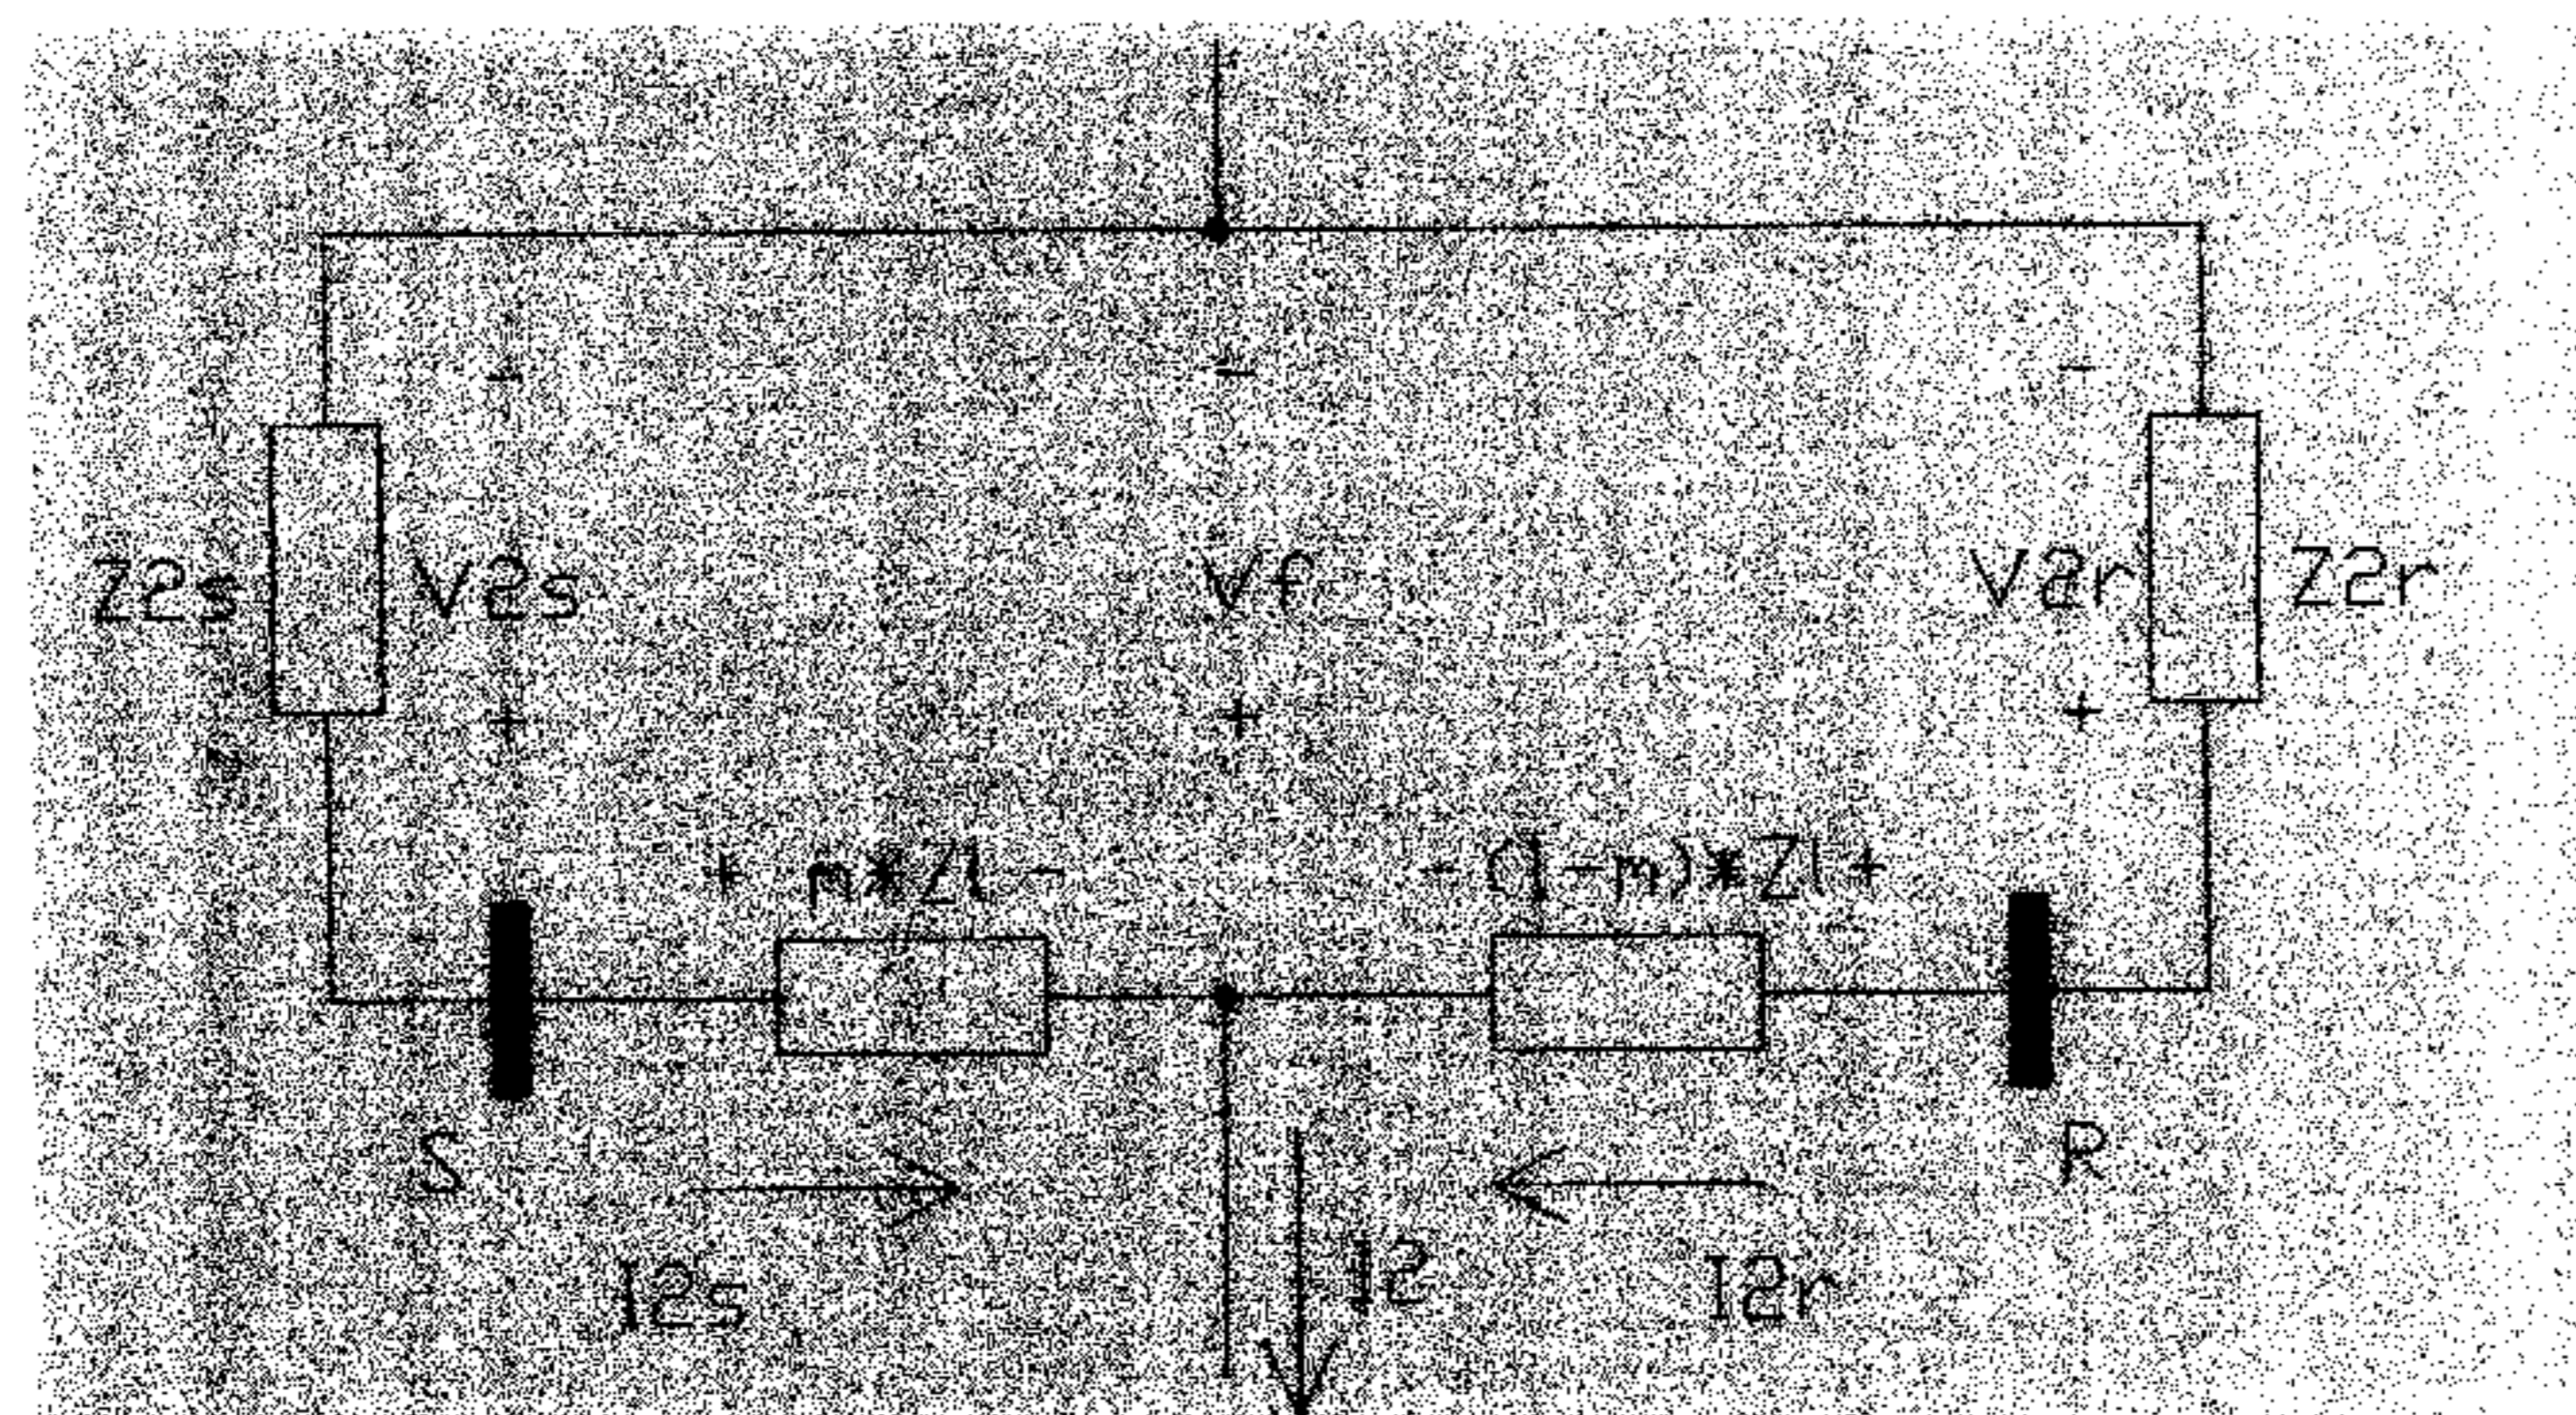 - - -
Z2s V2s Vf V2r Z2r
+ + +
+ m*Zl - - (1-m)*Zl +
S R
I2s I2 I2r